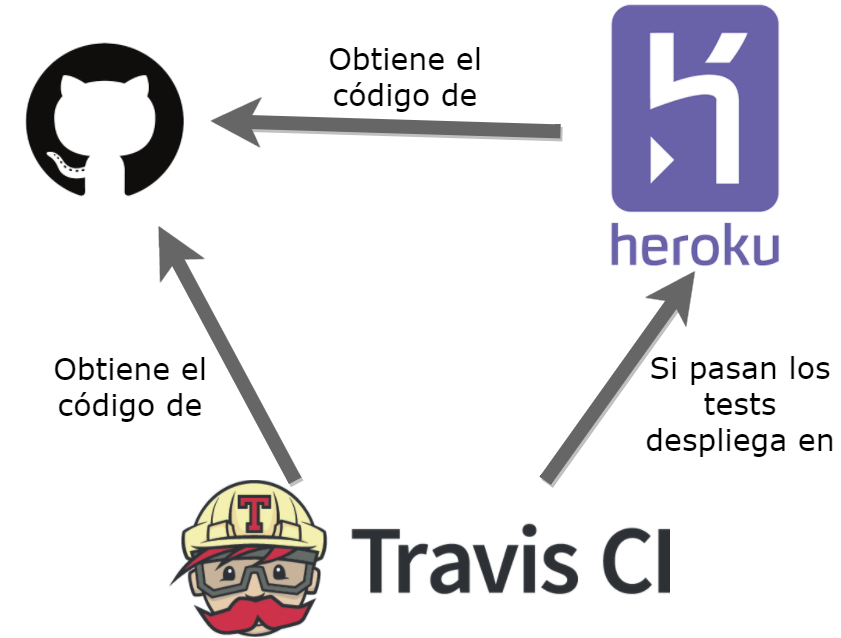 Obtiene el
código de
heroku
Obtiene el
código de
Si pasan los
tests
despliega en
T
Travis CI